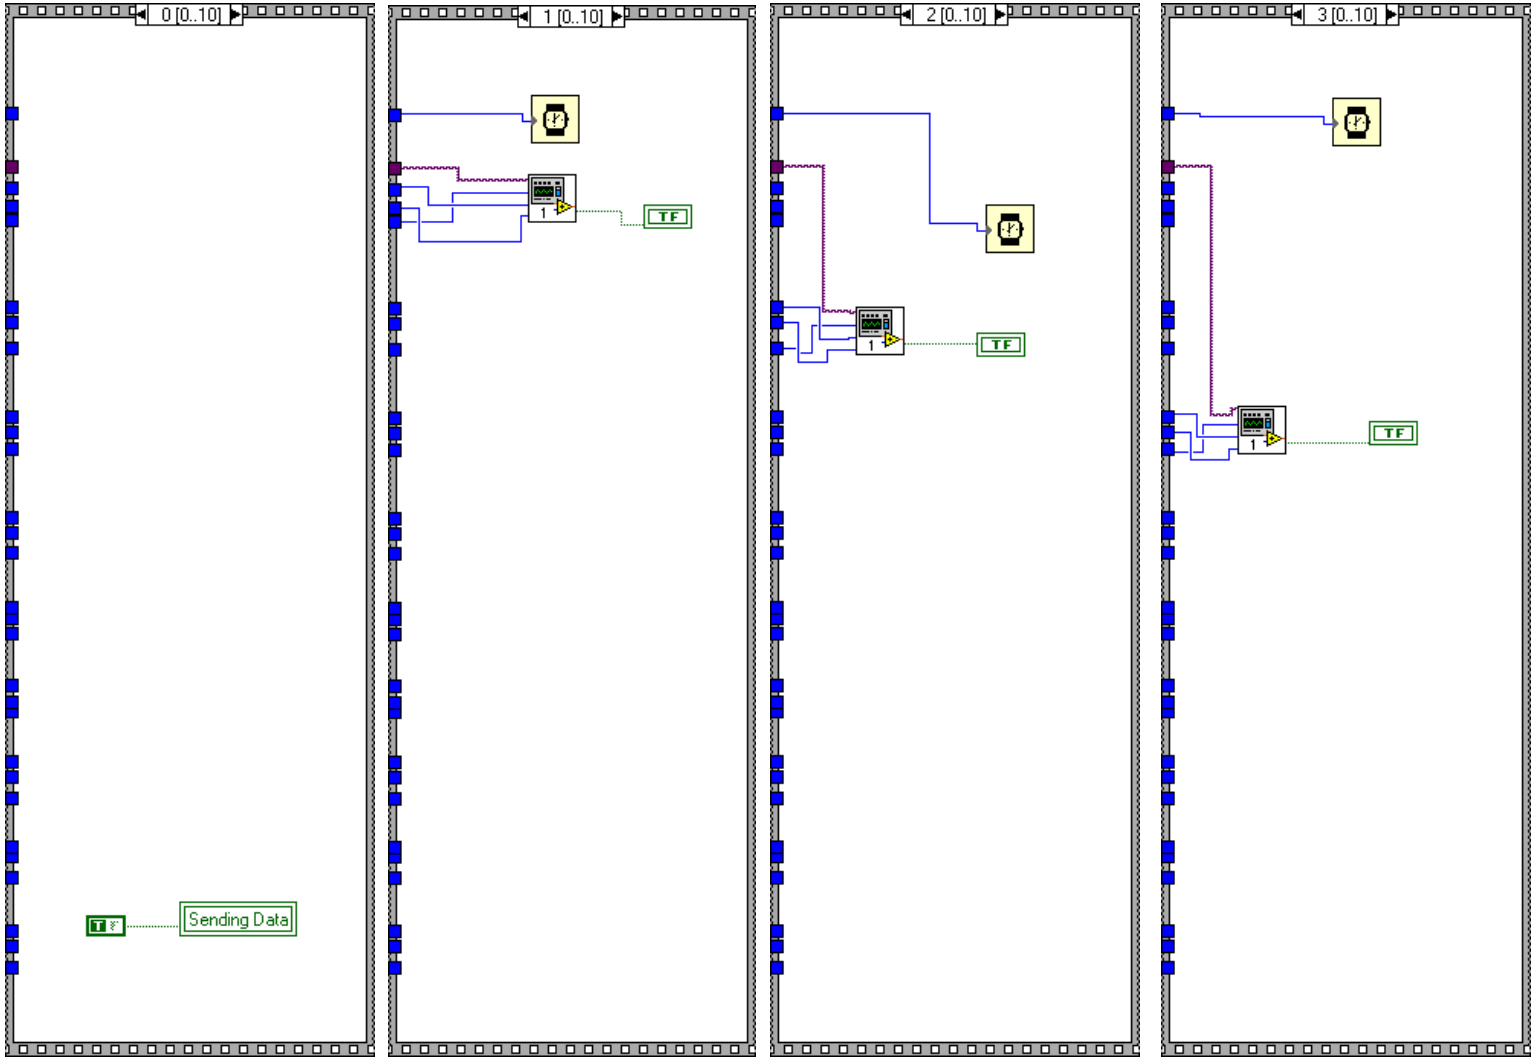 0 [0..10]
1 [0..10]
2 [0..10]
3 [0..10]
1
TF
1
TF
1
TF
T
Sending Data